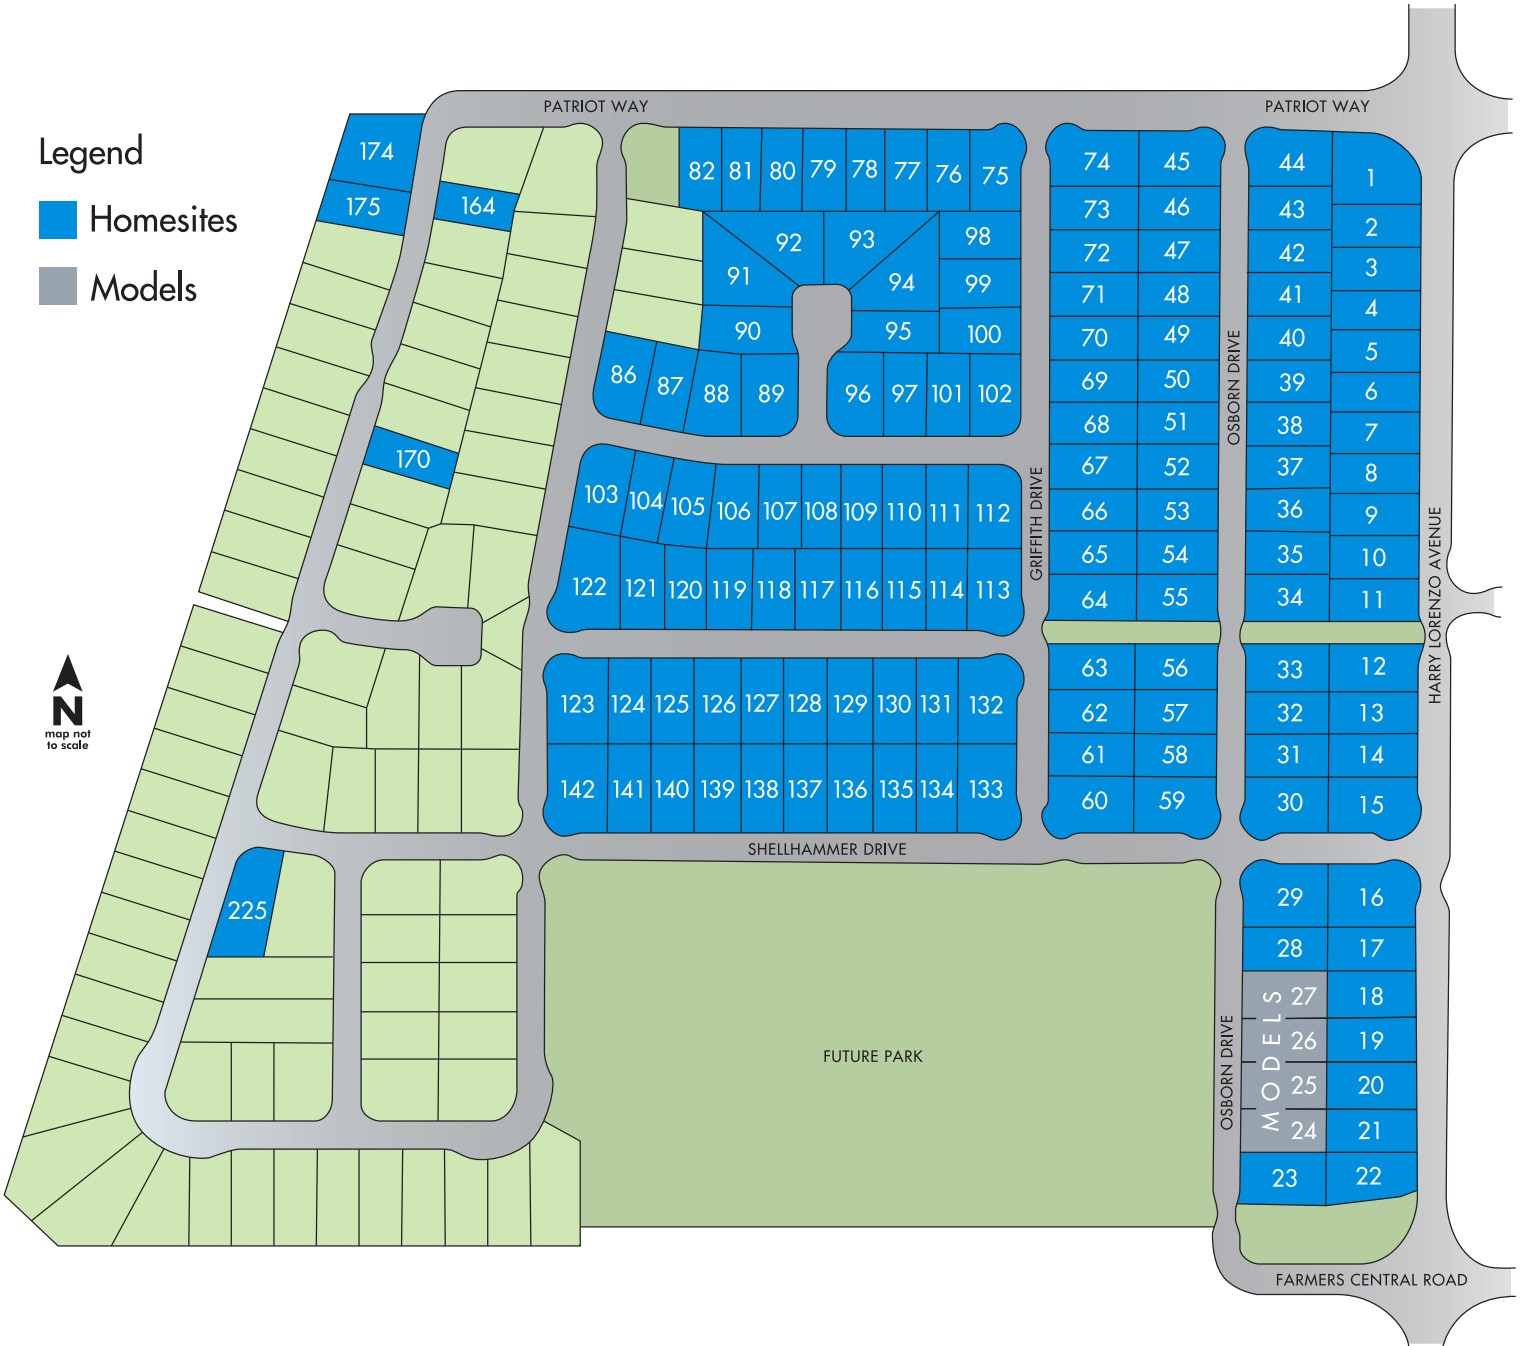 PATRIOT WAY
PATRIOT WAY
Legend
Homesites
Models
174
175
164
170
82 81 80 79 78 77 76 75
92 93 98
91 94 99
90 95 100
86 87 88 89 96 97 101 102
103 104 105 106 107 108 109 110 111 112
122 121 120 119 118 117 116 115 114 113
123 124 125 126 127 128 129 130 131 132
142 141 140 139 138 137 136 135 134 133
GRIFFITH DRIVE
74 45
73 46
72 47
71 48
70 49
69 50
68 51
67 52
66 53
65 54
64 55
63 56
62 57
61 58
60 59
OSBORN DRIVE
44 1
43 2
42 3
41 4
40 5
39 6
38 7
37 8
36 9
35 10
34 11
33 12
32 13
31 14
30 15
HARRY LORENZO AVENUE
N
map not
to scale
SHELLHAMMER DRIVE
225
FUTURE PARK
OSBORN DRIVE
29 16
28 17
27 18
26 19
25 20
24 21
23 22
MODELS
FARMERS CENTRAL ROAD